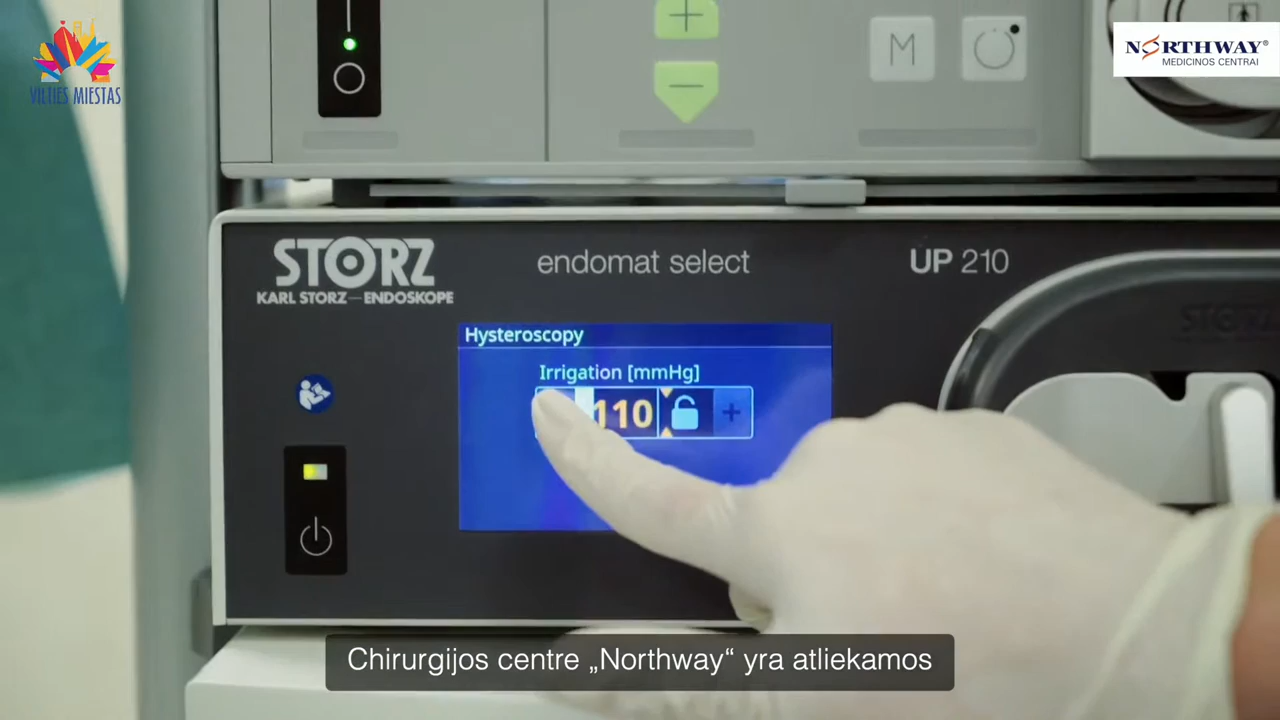 VILTIES MIESTAS
M
NORTHWAY®
MEDICINOS CENTRAI
STORZ
KARL STORZ—ENDOSKOPE
endomat select
UP 210
STORZ
Hysteroscopy
Irrigation [mmHg]
110
+
Chirurgijos centre „Northway“ yra atliekamos